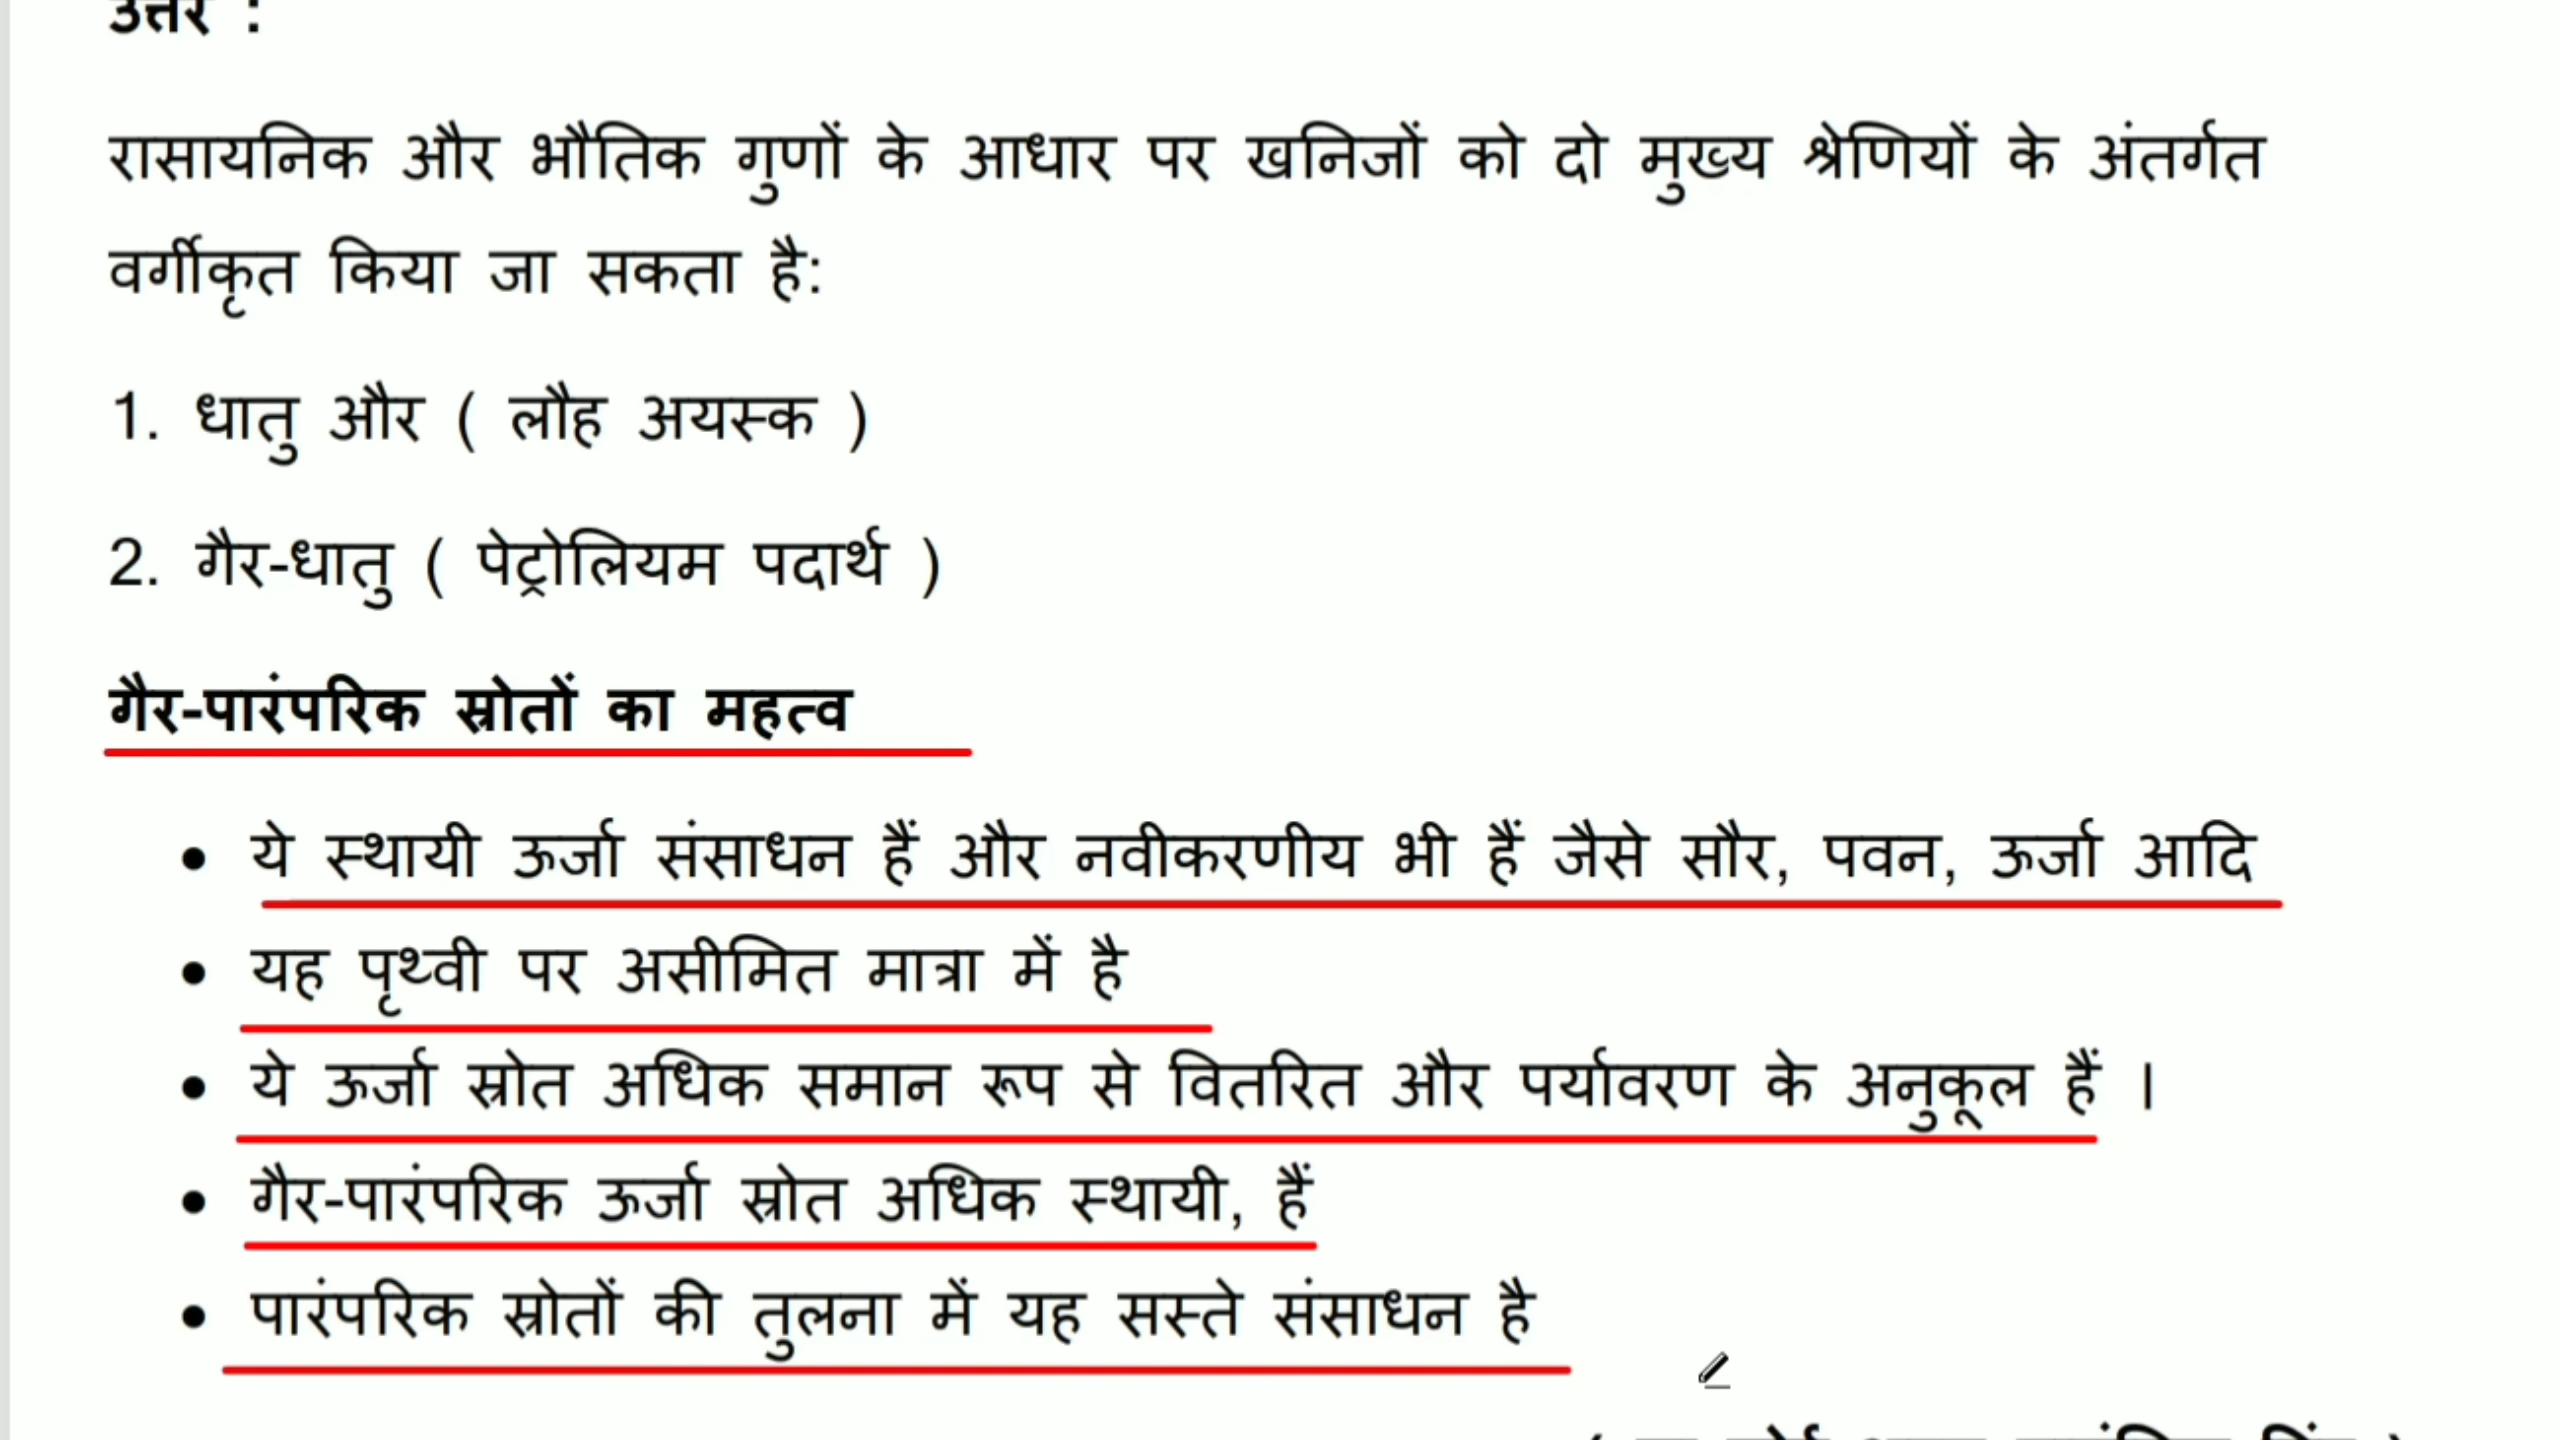 उत्तर :
रासायनिक और भौतिक गुणों के आधार पर खनिजों को दो मुख्य श्रेणियों के अंतर्गत
वर्गीकृत किया जा सकता है:
1. धातु और ( लौह अयस्क )
2. गैर-धातु ( पेट्रोलियम पदार्थ )
गैर-पारंपरिक स्रोतों का महत्व
● ये स्थायी ऊर्जा संसाधन हैं और नवीकरणीय भी हैं जैसे सौर, पवन, ऊर्जा आदि
● यह पृथ्वी पर असीमित मात्रा में है
● ये ऊर्जा स्रोत अधिक समान रूप से वितरित और पर्यावरण के अनुकूल हैं ।
● गैर-पारंपरिक ऊर्जा स्रोत अधिक स्थायी, हैं
● पारंपरिक स्रोतों की तुलना में यह सस्ते संसाधन है